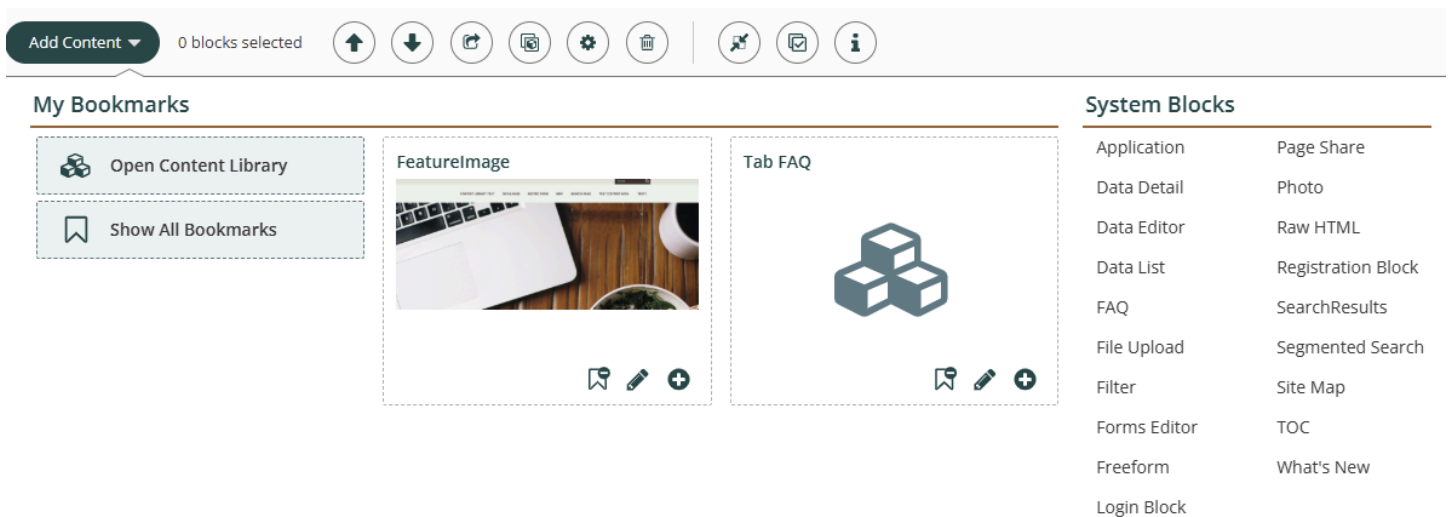 Add Content
0 blocks selected
My Bookmarks
Open Content Library
Show All Bookmarks
FeatureImage
Tab FAQ
System Blocks
Application
Page Share
Data Detail
Photo
Data Editor
Raw HTML
Data List
Registration Block
FAQ
SearchResults
File Upload
Segmented Search
Filter
Site Map
Forms Editor
TOC
Freeform
What's New
Login Block